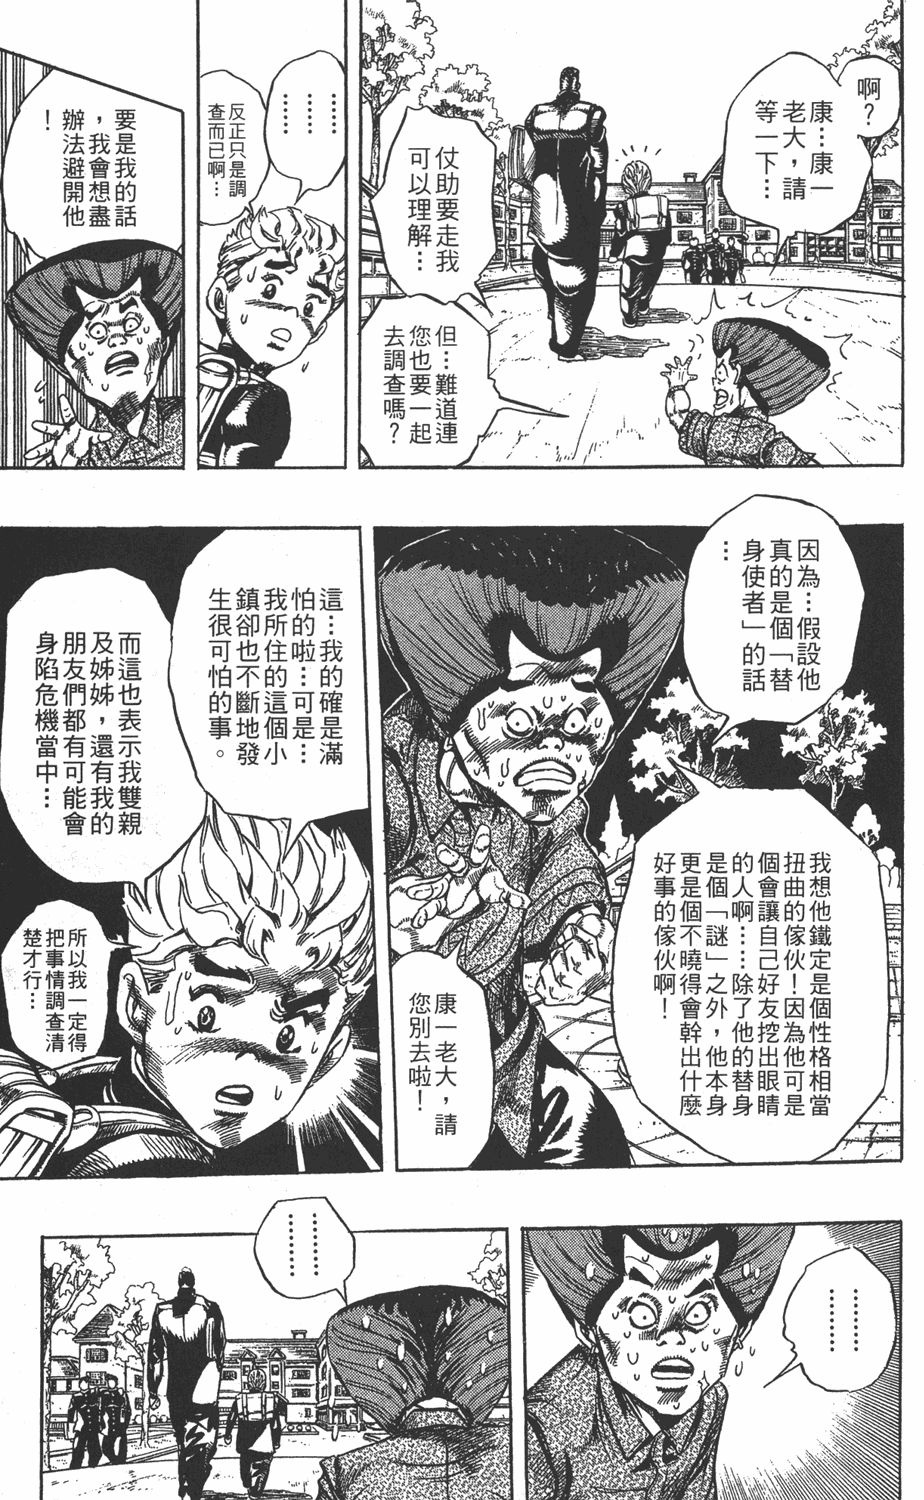 啊?
康…康一
老大,請
等一下…
仗助要走我
可以理解…
但…難道連
您也要一起
去調查嗎?
………
………
反正只是調
查而已啊…
要是我的話
,我會想盡
辦法避開他
!
因為…假設他
真的是個「替
身使者」的話
…
我想他鐵定是個性格相當
扭曲的傢伙!因為他可是
個會讓自己好友挖出眼睛
的人啊……除了他的替身
是個「謎」之外,他本身
更是個不曉得會幹出什麼
好事的傢伙啊!
康一老大,請
您別去啦!
這…我的確是滿
怕的啦…可是…
我所住的這個小
鎮卻也不斷地發
生很可怕的事。
而這也表示我雙親
及姊姊,還有我的
朋友們都有可能會
身陷危機當中…
所以我一定得
把事情調查清
楚才行…
………
………
………
………